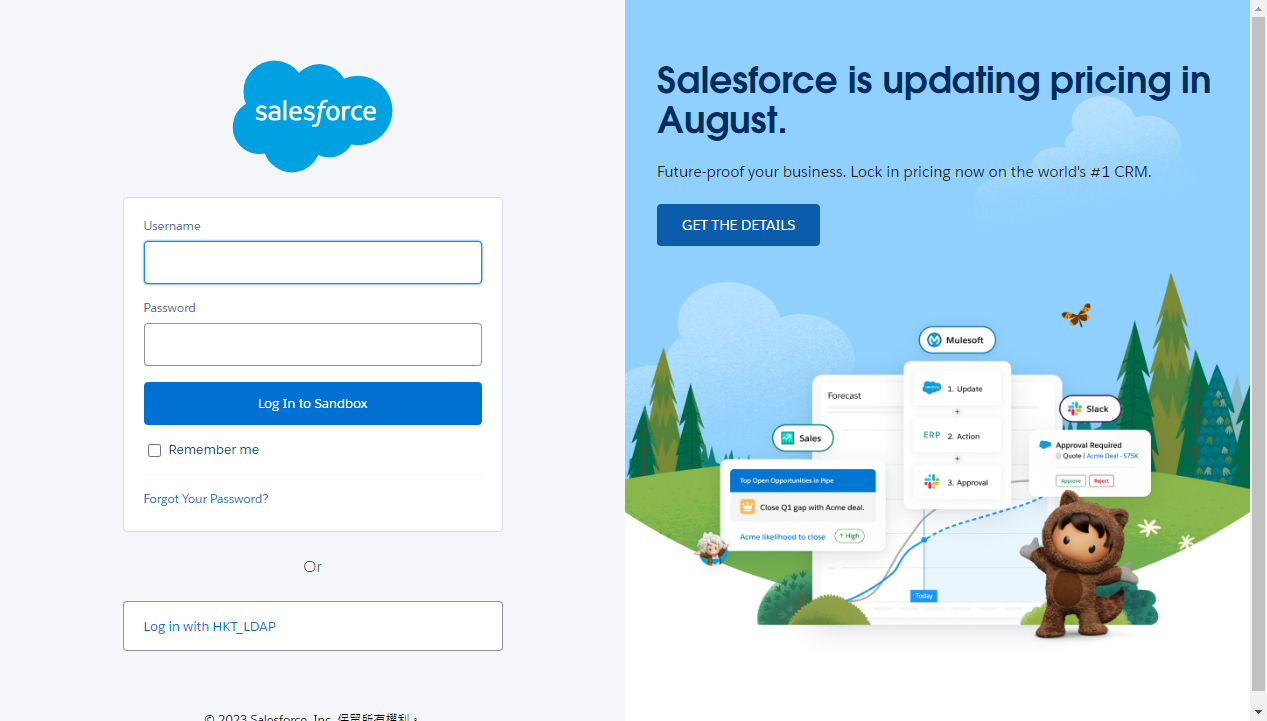 salesforce
Username
Password
Log In to Sandbox
Remember me
Forgot Your Password?
Or
Log in with HKT_LDAP
© 2023 Salesforce, Inc. 保留所有權利。
Salesforce is updating pricing in
August.
Future-proof your business. Lock in pricing now on the world's #1 CRM.
GET THE DETAILS
Mulesoft
Forecast
1. Update
+
ERP 2. Action
+
3. Approval
Slack
Approval Required
Quote | Acme Deal - $75K
Approve Reject
Sales
Top Open Opportunities in Pipe
Close Q1 gap with Acme deal.
Acme likelihood to close ↑ High
Today